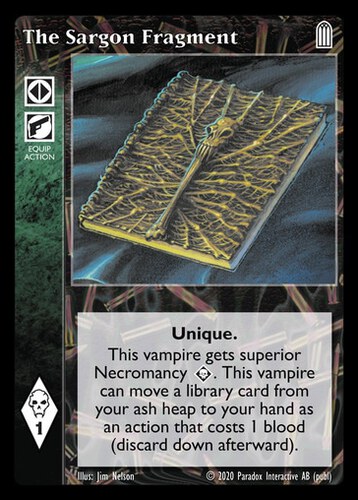 The Sargon Fragment
EQUIP
ACTION
Unique.
This vampire gets superior
Necromancy . This vampire
can move a library card from
your ash heap to your hand as
an action that costs 1 blood
(discard down afterward).
1
Illus: Jim Nelson © 2020 Paradox Interactive AB (publ)